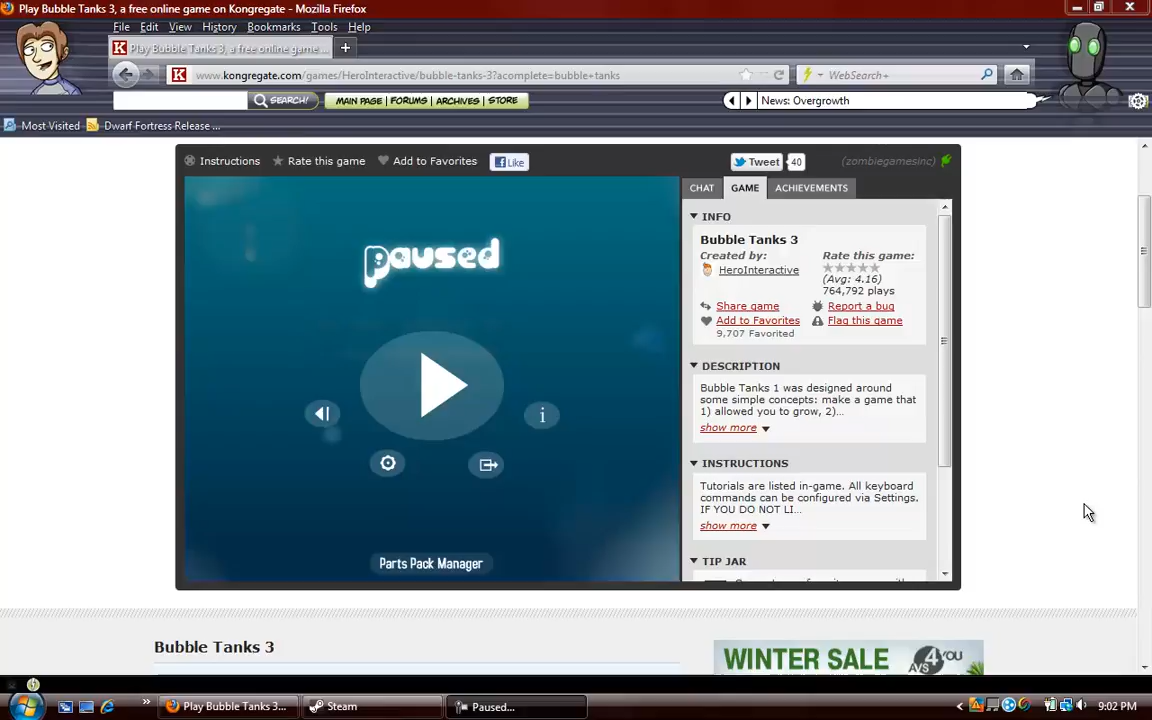 Play Bubble Tanks 3, a free online game on Kongregate - Mozilla Firefox
File Edit View History Bookmarks Tools Help
Play Bubble Tanks 3, a free online game ...
www.kongregate.com/games/HeroInteractive/bubble-tanks-3?acomplete=bubble+tanks
WebSearch+
SEARCH!
MAIN PAGE | FORUMS | ARCHIVES | STORE
News: Overgrowth
Most Visited
Dwarf Fortress Release ...
Instructions
Rate this game
Add to Favorites
Like
Tweet
40
(zombiegamesinc)
CHAT
GAME
ACHIEVEMENTS
paused
i
Parts Pack Manager
INFO
Bubble Tanks 3
Created by:
HeroInteractive
Rate this game:
(Avg: 4.16)
764,792 plays
Share game
Report a bug
Add to Favorites
Flag this game
9,707 Favorited
DESCRIPTION
Bubble Tanks 1 was designed around
some simple concepts: make a game that
1) allowed you to grow, 2)...
show more
INSTRUCTIONS
Tutorials are listed in-game. All keyboard
commands can be configured via Settings.
IF YOU DO NOT LI...
show more
TIP JAR
Bubble Tanks 3
WINTER SALE
AVS4YOU
Play Bubble Tanks 3...
Steam
Paused...
9:02 PM